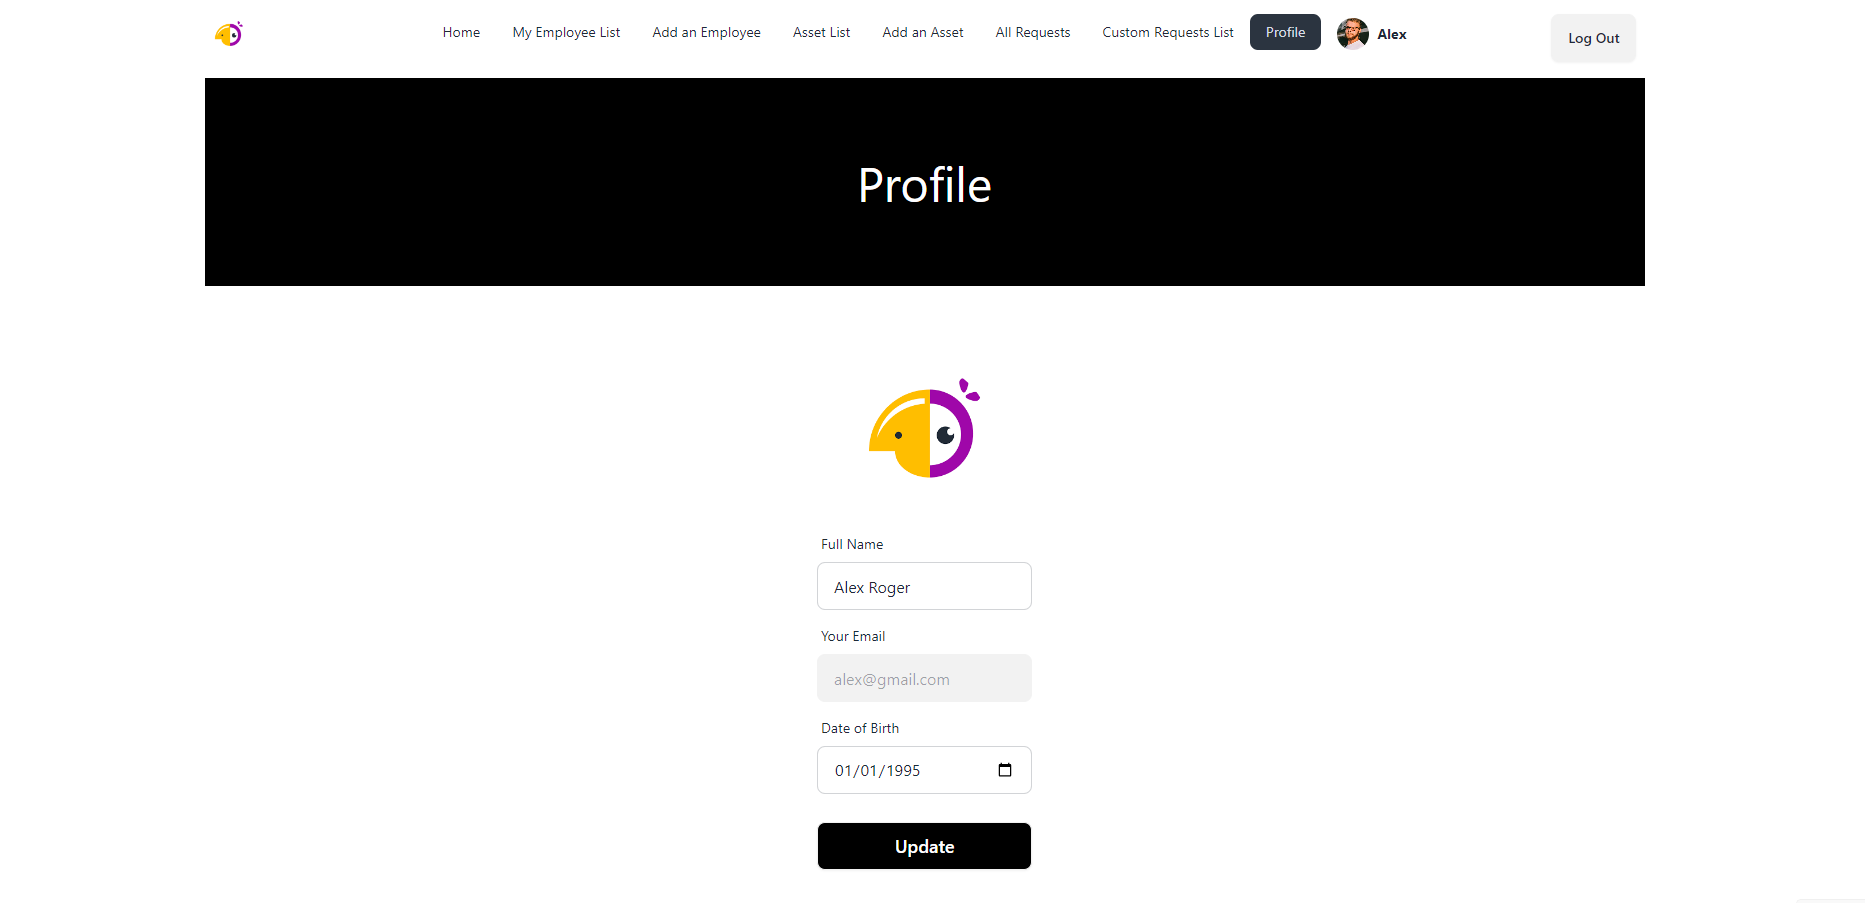 Home My Employee List Add an Employee Asset List Add an Asset All Requests Custom Requests List Profile Alex Log Out
Profile
Full Name
Alex Roger
Your Email
alex@gmail.com
Date of Birth
01/01/1995
Update